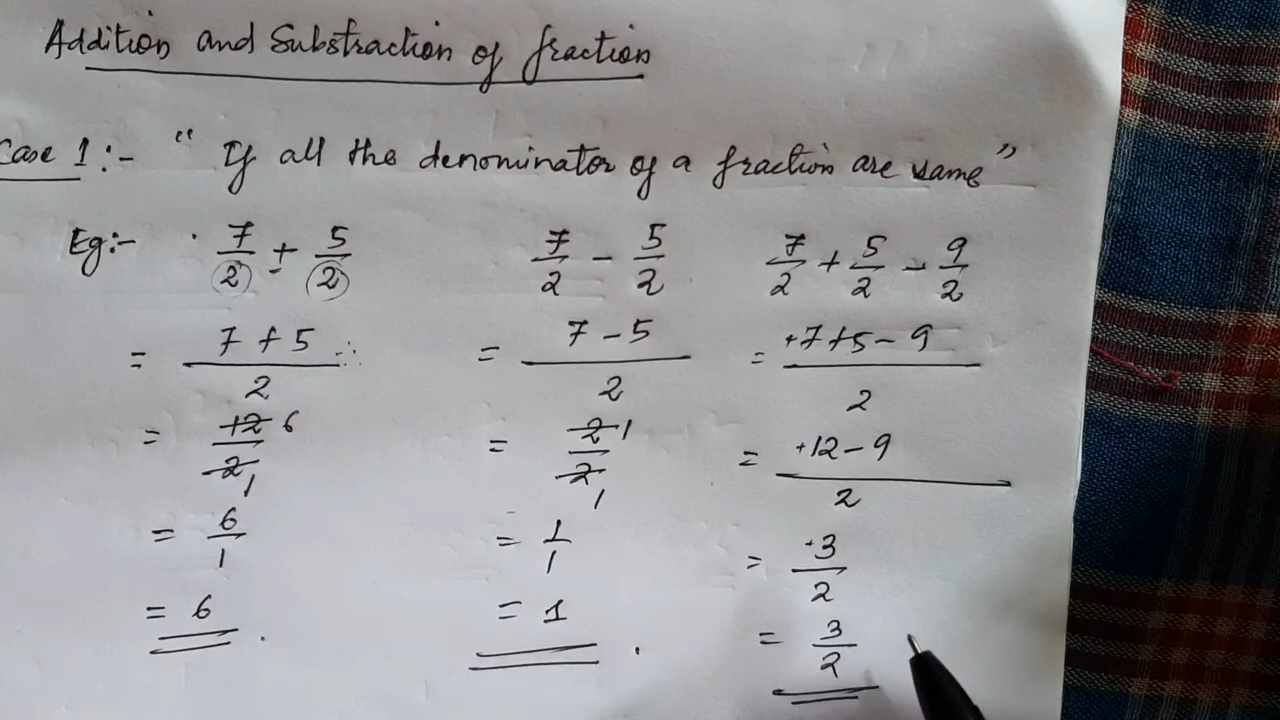 Addition and Substraction of fraction
Case 1:- " If all the denominator of a fraction are same "
Eg:- 7/2 + 5/2
= 7 + 5 / 2
= 12 6 / 2 1
= 6/1
= 6
7/2 - 5/2
= 7 - 5 / 2
= 2 1 / 2 1
= 1/1
= 1
7/2 + 5/2 - 9/2
= +7+5-9 / 2
= +12-9 / 2
= +3/2
= 3/2